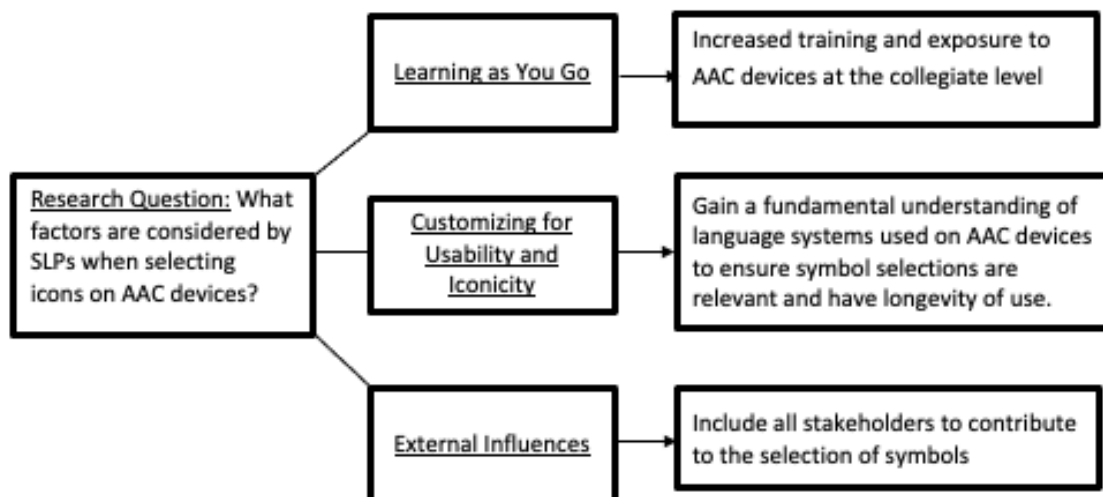 Learning as You Go
Increased training and exposure to
AAC devices at the collegiate level
Research Question: What
factors are considered by
SLPs when selecting
icons on AAC devices?
Customizing for
Usability and
Iconicity
Gain a fundamental understanding of
language systems used on AAC devices
to ensure symbol selections are
relevant and have longevity of use.
External Influences
Include all stakeholders to contribute
to the selection of symbols